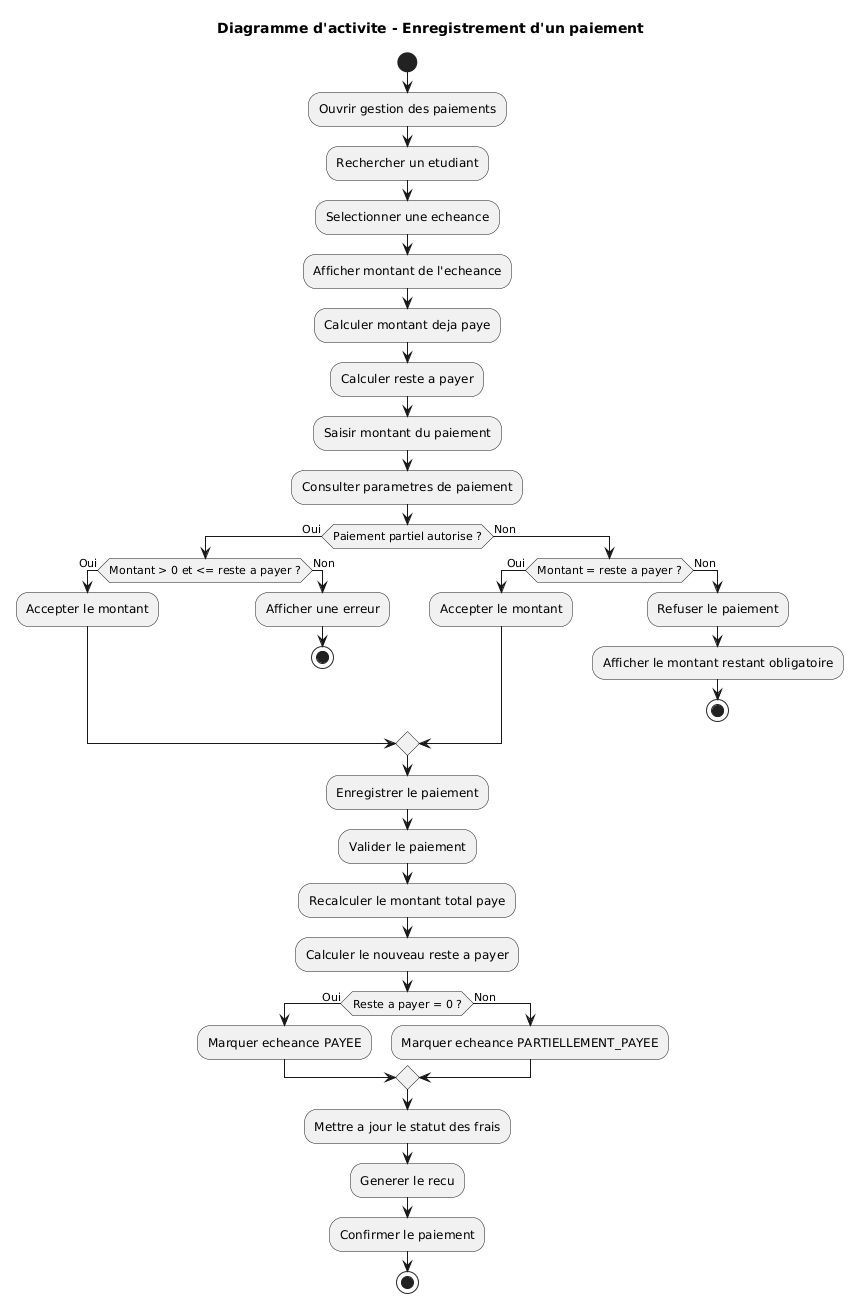 Diagramme d'activite - Enregistrement d'un paiement
Ouvrir gestion des paiements
Rechercher un etudiant
Selectionner une echeance
Afficher montant de l'echeance
Calculer montant deja paye
Calculer reste a payer
Saisir montant du paiement
Consulter parametres de paiement
Oui
Paiement partiel autorise ?
Non
Oui
Montant > 0 et <= reste a payer ?
Non
Oui
Montant = reste a payer ?
Non
Accepter le montant
Afficher une erreur
Accepter le montant
Refuser le paiement
Afficher le montant restant obligatoire
Enregistrer le paiement
Valider le paiement
Recalculer le montant total paye
Calculer le nouveau reste a payer
Oui
Reste a payer = 0 ?
Non
Marquer echeance PAYEE
Marquer echeance PARTIELLEMENT_PAYEE
Mettre a jour le statut des frais
Generer le recu
Confirmer le paiement